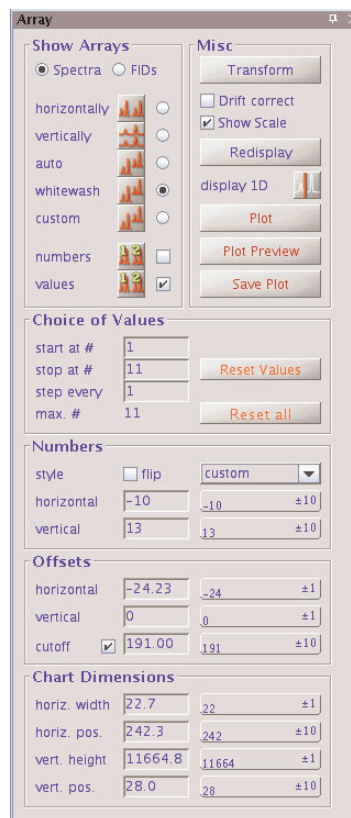 Array
Show Arrays
Spectra FIDs
horizontally
vertically
auto
whitewash
custom
numbers
values
Misc
Transform
Drift correct
Show Scale
Redisplay
display 1D
Plot
Plot Preview
Save Plot
Choice of Values
start at # 1
stop at # 11 Reset Values
step every 1
max. # 11 Reset all
Numbers
style flip custom
horizontal -10 -10 ±10
vertical 13 13 ±10
Offsets
horizontal -24.23 -24 ±1
vertical 0 0 ±1
cutoff 191.00 191 ±10
Chart Dimensions
horiz. width 22.7 22 ±1
horiz. pos. 242.3 242 ±10
vert. height 11664.8 11664 ±1
vert. pos. 28.0 28 ±10